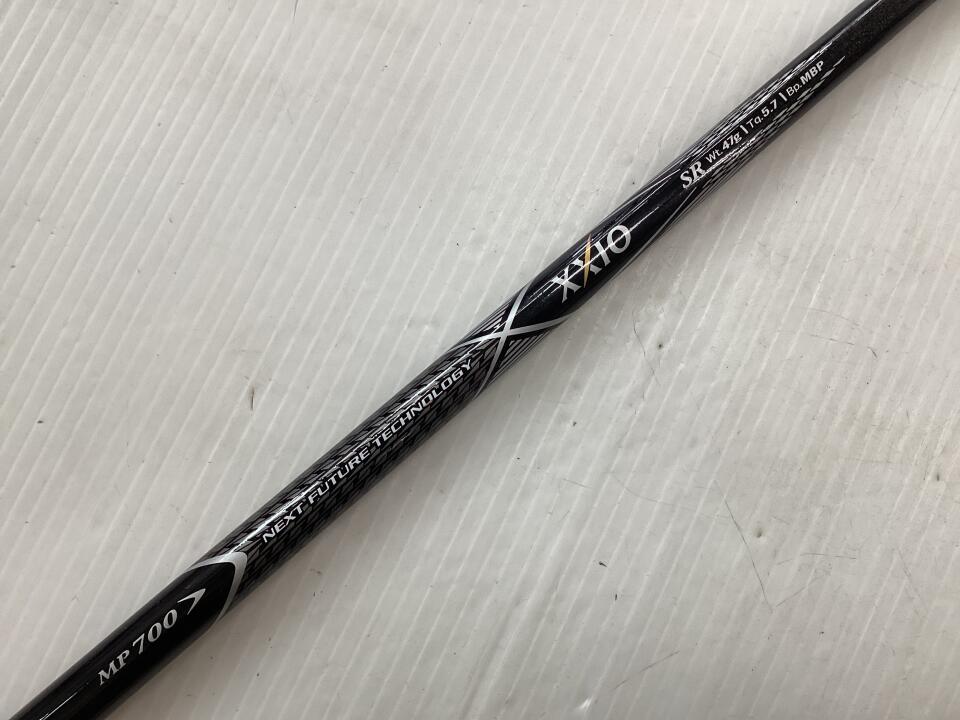 MP 700
NEXT FUTURE TECHNOLOGY
XXIO
SR Wt.47g | Tq.5.7 | Bp.MBP